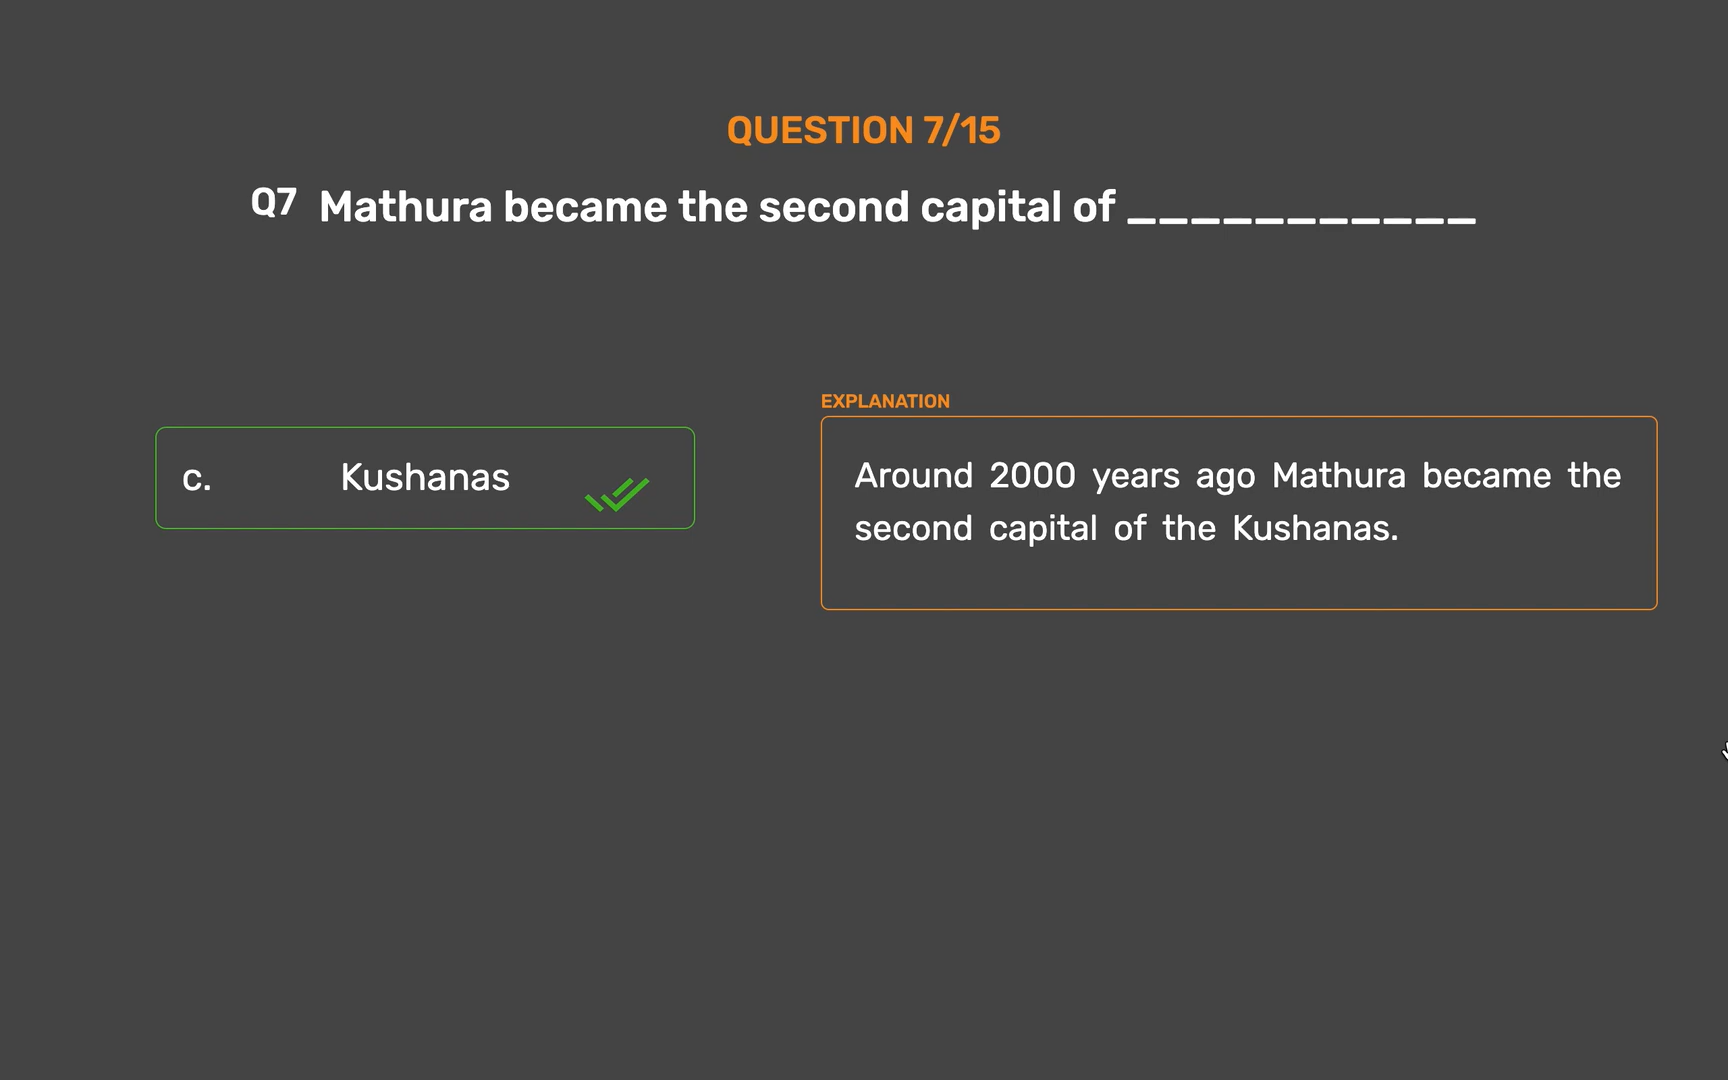 QUESTION 7/15
Q7 Mathura became the second capital of ___________
EXPLANATION
c. Kushanas
Around 2000 years ago Mathura became the
second capital of the Kushanas.